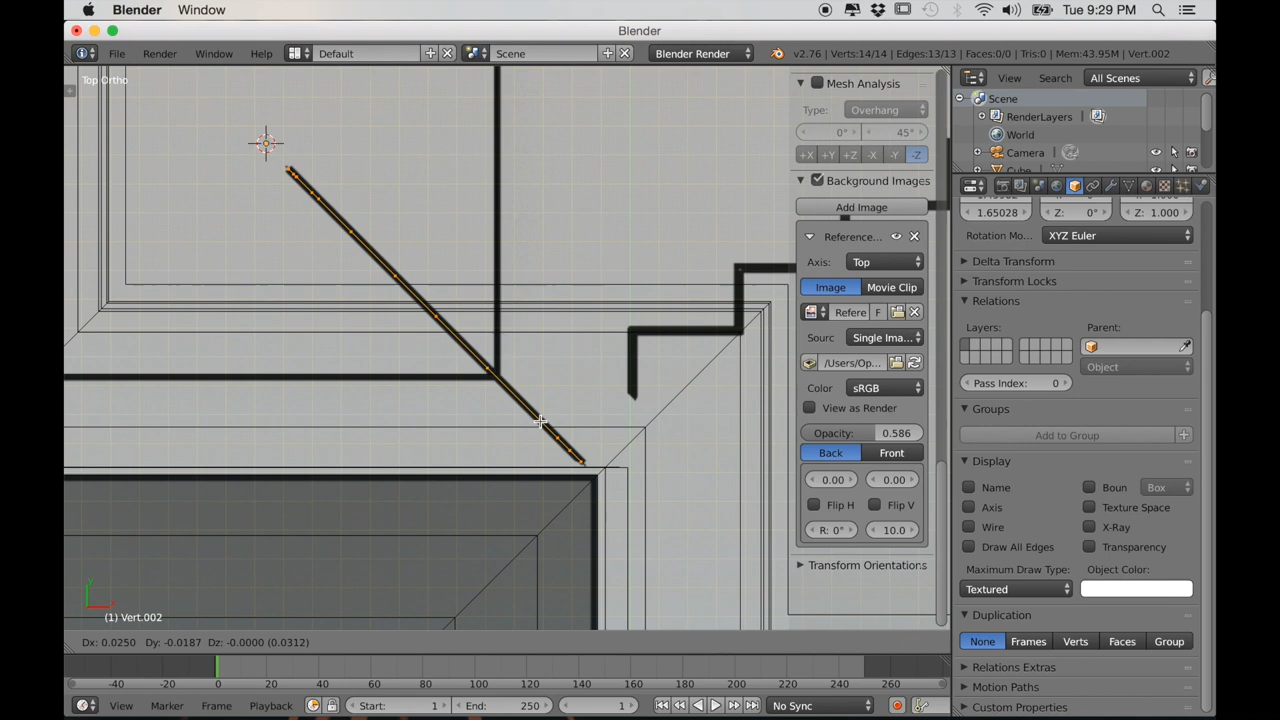 Blender Window Tue 9:29 PM
Blender
File Render Window Help Default Scene Blender Render v2.76 | Verts:14/14 | Edges:13/13 | Faces:0/0 | Tris:0 | Mem:43.95M | Vert.002
Top Ortho
Mesh Analysis
Type: Overhang
0° 45°
+X +Y +Z -X -Y -Z
Background Images
Add Image
Reference...
Axis: Top
Image Movie Clip
Refere F
Sourc Single Ima...
/Users/Op...
Color sRGB
View as Render
Opacity: 0.586
Back Front
0.00 0.00
Flip H Flip V
R: 0° 10.0
Transform Orientations
View Search All Scenes
Scene
RenderLayers
World
Camera
Cube
1.65028 Z: 0° Z: 1.000
Rotation Mo... XYZ Euler
Delta Transform
Transform Locks
Relations
Layers: Parent:
Object
Pass Index: 0
Groups
Add to Group
Display
Name Boun Box
Axis Texture Space
Wire X-Ray
Draw All Edges Transparency
Maximum Draw Type: Object Color:
Textured
Duplication
None Frames Verts Faces Group
Relations Extras
Motion Paths
Custom Properties
(1) Vert.002
Dx: 0.0250 Dy: -0.0187 Dz: -0.0000 (0.0312)
-40 -20 0 20 40 60 80 100 120 140 160 180 200 220 240 260 280
View Marker Frame Playback Start: 1 End: 250 1 No Sync